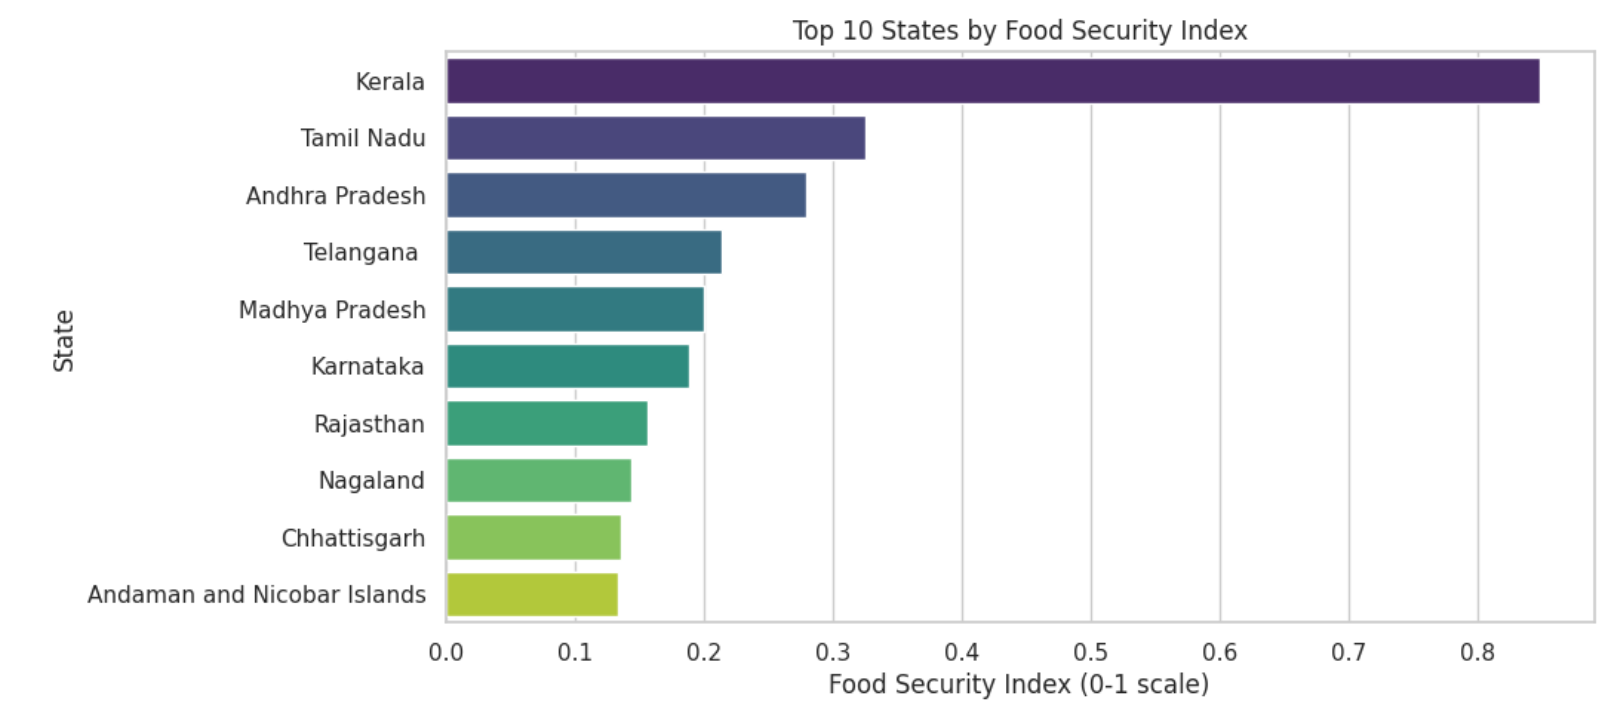 Top 10 States by Food Security Index
Kerala
Tamil Nadu
Andhra Pradesh
Telangana
Madhya Pradesh
Karnataka
Rajasthan
Nagaland
Chhattisgarh
Andaman and Nicobar Islands
State
0.0 0.1 0.2 0.3 0.4 0.5 0.6 0.7 0.8
Food Security Index (0-1 scale)